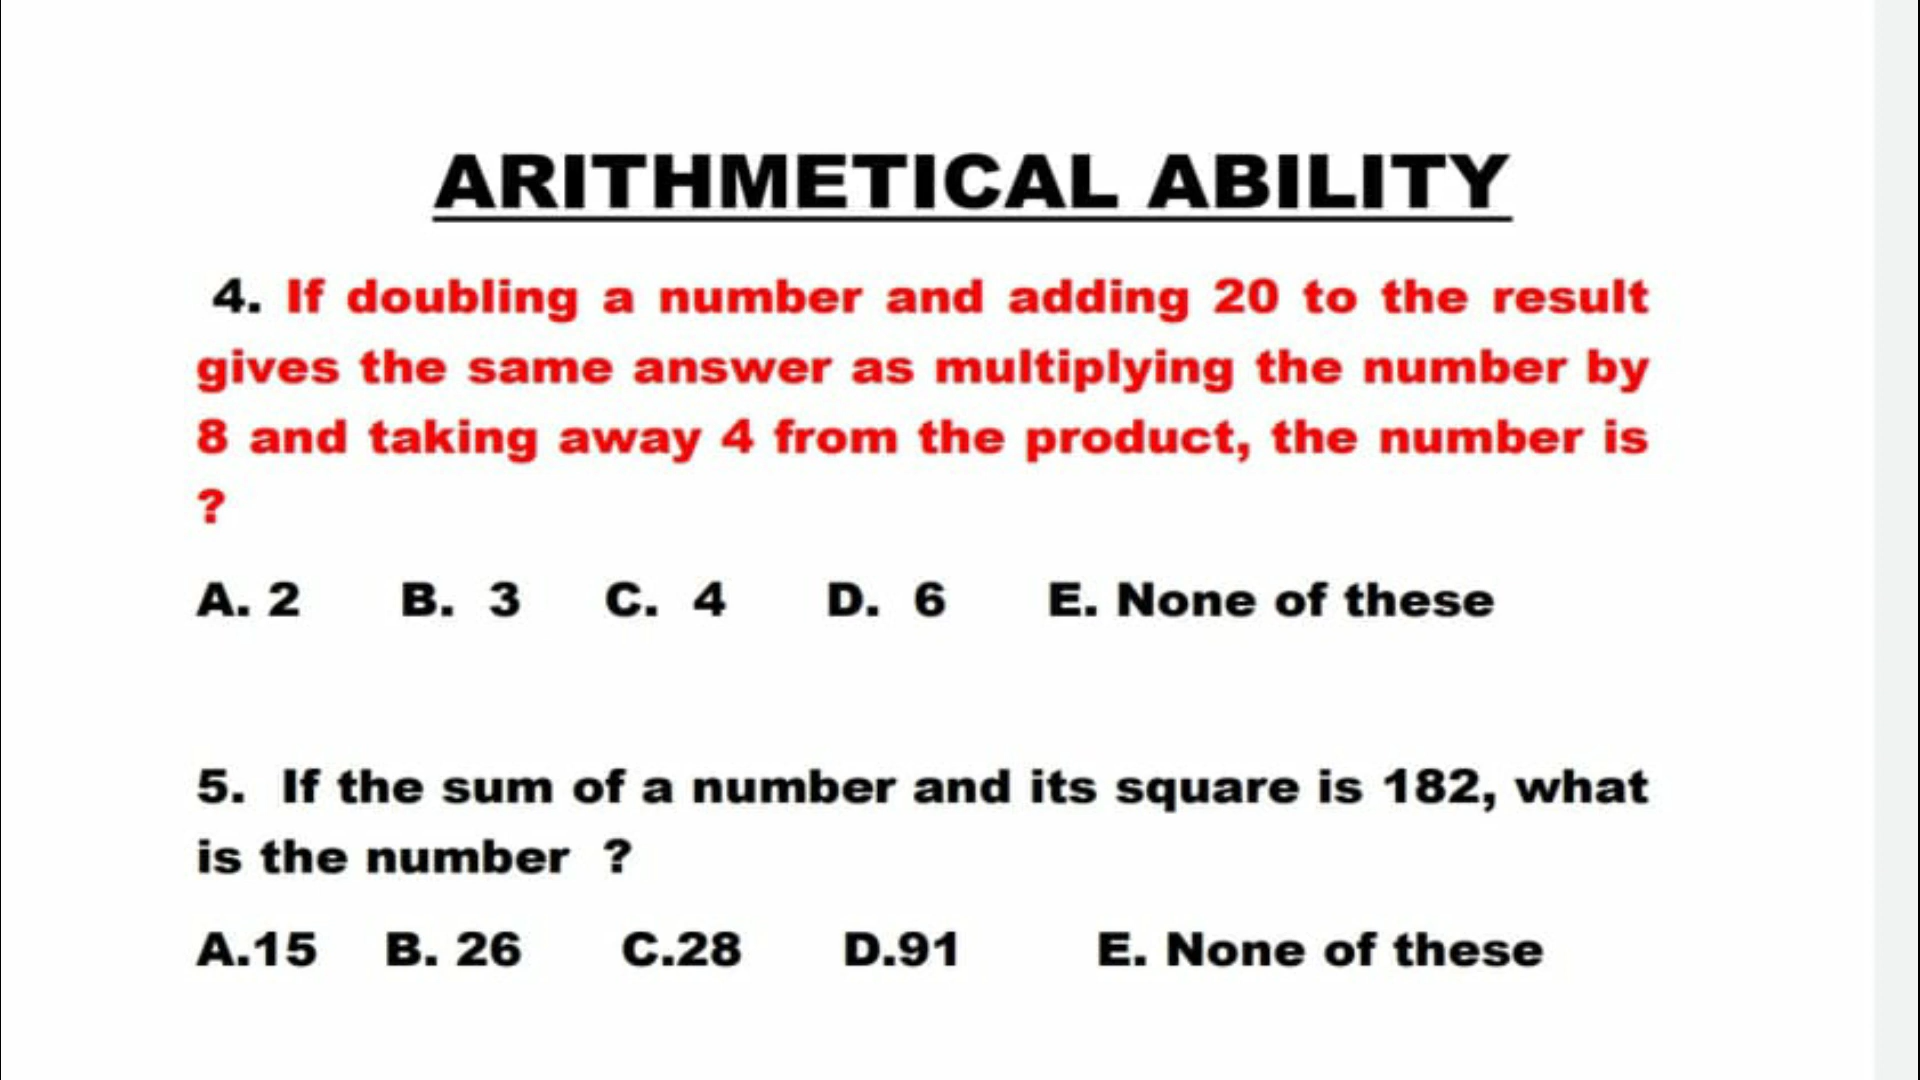 ARITHMETICAL ABILITY
4. If doubling a number and adding 20 to the result
gives the same answer as multiplying the number by
8 and taking away 4 from the product, the number is
?
A. 2 B. 3 C. 4 D. 6 E. None of these
5. If the sum of a number and its square is 182, what
is the number ?
A.15 B. 26 C.28 D.91 E. None of these